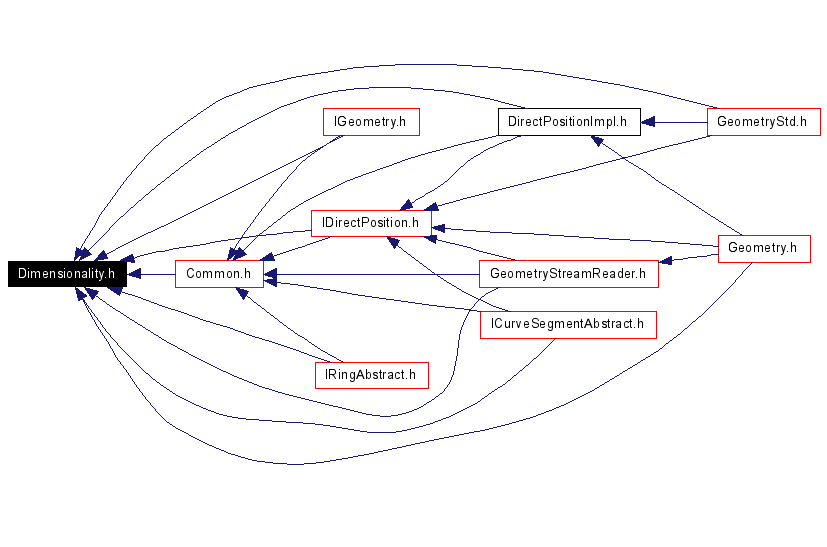 IGeometry.h
DirectPositionImpl.h
GeometryStd.h
IDirectPosition.h
Geometry.h
Dimensionality.h
Common.h
GeometryStreamReader.h
ICurveSegmentAbstract.h
IRingAbstract.h